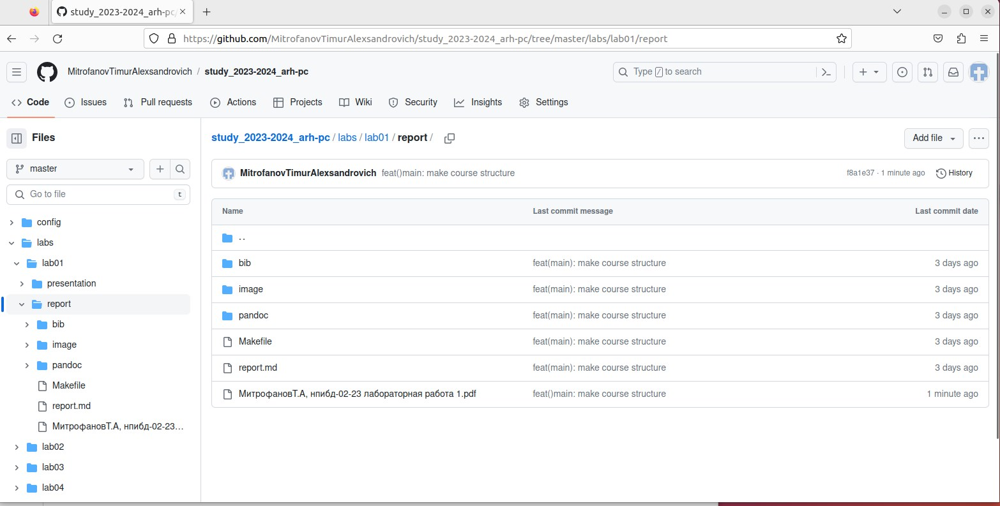 study_2023-2024_arh-pc/
https://github.com/MitrofanovTimurAlexsandrovich/study_2023-2024_arh-pc/tree/master/labs/lab01/report
MitrofanovTimurAlexsandrovich / study_2023-2024_arh-pc
Type / to search
Code Issues Pull requests Actions Projects Wiki Security Insights Settings
Files
master
Go to file t
config
labs
lab01
presentation
report
bib
image
pandoc
Makefile
report.md
МитрофановТ.А, нпибд-02-23...
lab02
lab03
lab04
study_2023-2024_arh-pc / labs / lab01 / report /
Add file
MitrofanovTimurAlexsandrovich feat()main: make course structure f8a1e37 · 1 minute ago History
Name Last commit message Last commit date
..
bib feat(main): make course structure 3 days ago
image feat(main): make course structure 3 days ago
pandoc feat(main): make course structure 3 days ago
Makefile feat(main): make course structure 3 days ago
report.md feat(main): make course structure 3 days ago
МитрофановТ.А, нпибд-02-23 лабораторная работа 1.pdf feat()main: make course structure 1 minute ago